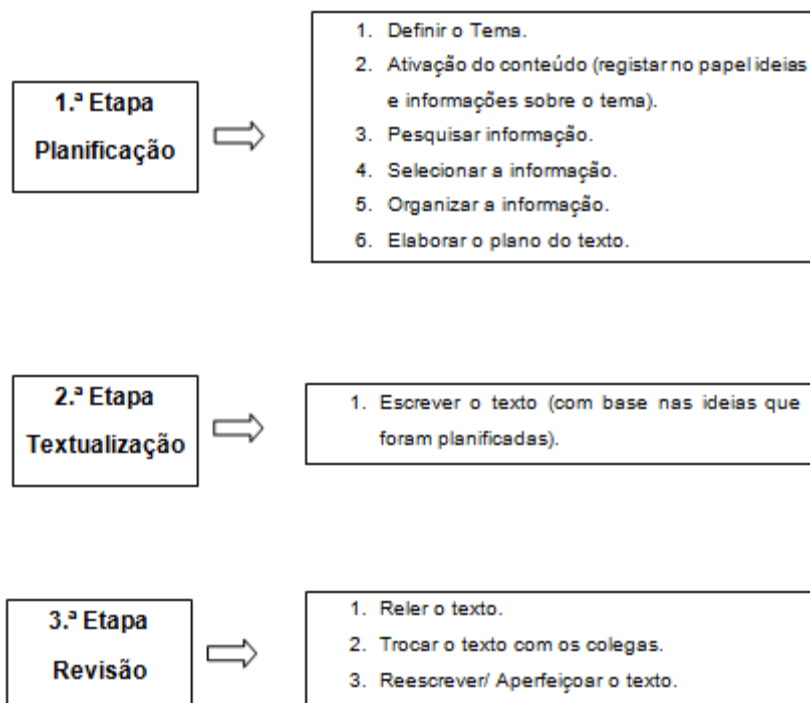 1.ª Etapa
Planificação
1. Definir o Tema.
2. Ativação do conteúdo (registar no papel ideias
e informações sobre o tema).
3. Pesquisar informação.
4. Selecionar a informação.
5. Organizar a informação.
6. Elaborar o plano do texto.
2.ª Etapa
Textualização
1. Escrever o texto (com base nas ideias que
foram planificadas).
3.ª Etapa
Revisão
1. Reler o texto.
2. Trocar o texto com os colegas.
3. Reescrever/ Aperfeiçoar o texto.